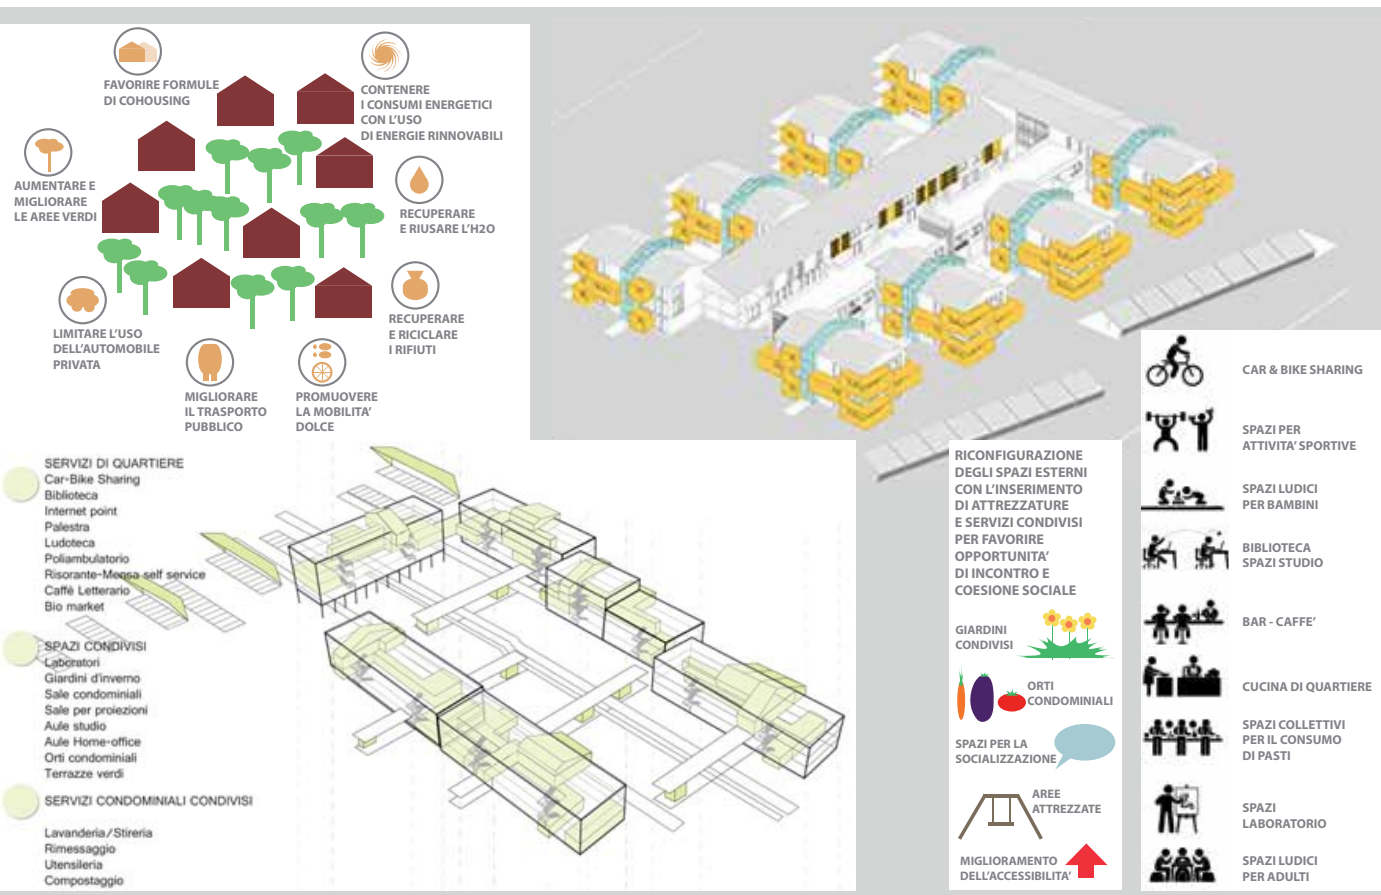 FAVORIRE FORMULE
DI COHOUSING
CONTENERE
I CONSUMI ENERGETICI
CON L'USO
DI ENERGIE RINNOVABILI
AUMENTARE E
MIGLIORARE
LE AREE VERDI
RECUPERARE
E RIUSARE L'H2O
LIMITARE L'USO
DELL'AUTOMOBILE
PRIVATA
RECUPERARE
E RICICLARE
I RIFIUTI
MIGLIORARE
IL TRASPORTO
PUBBLICO
PROMUOVERE
LA MOBILITA'
DOLCE
SERVIZI DI QUARTIERE
Car-Bike Sharing
Biblioteca
Internet point
Palestra
Ludoteca
Poliambulatorio
Risorante-Mensa self service
Caffè Letterario
Bio market
SPAZI CONDIVISI
Laboratori
Giardini d'inverno
Sale condominiali
Sale per proiezioni
Aule studio
Aule Home-office
Orti condominiali
Terrazze verdi
SERVIZI CONDOMINIALI CONDIVISI
Lavanderia/Stireria
Rimessaggio
Utensileria
Compostaggio
RICONFIGURAZIONE
DEGLI SPAZI ESTERNI
CON L'INSERIMENTO
DI ATTREZZATURE
E SERVIZI CONDIVISI
PER FAVORIRE
OPPORTUNITA'
DI INCONTRO E
COESIONE SOCIALE
GIARDINI
CONDIVISI
ORTI
CONDOMINIALI
SPAZI PER LA
SOCIALIZZAZIONE
AREE
ATTREZZATE
MIGLIORAMENTO
DELL'ACCESSIBILITA'
CAR & BIKE SHARING
SPAZI PER
ATTIVITA' SPORTIVE
SPAZI LUDICI
PER BAMBINI
BIBLIOTECA
SPAZI STUDIO
BAR - CAFFE'
CUCINA DI QUARTIERE
SPAZI COLLETTIVI
PER IL CONSUMO
DI PASTI
SPAZI
LABORATORIO
SPAZI LUDICI
PER ADULTI